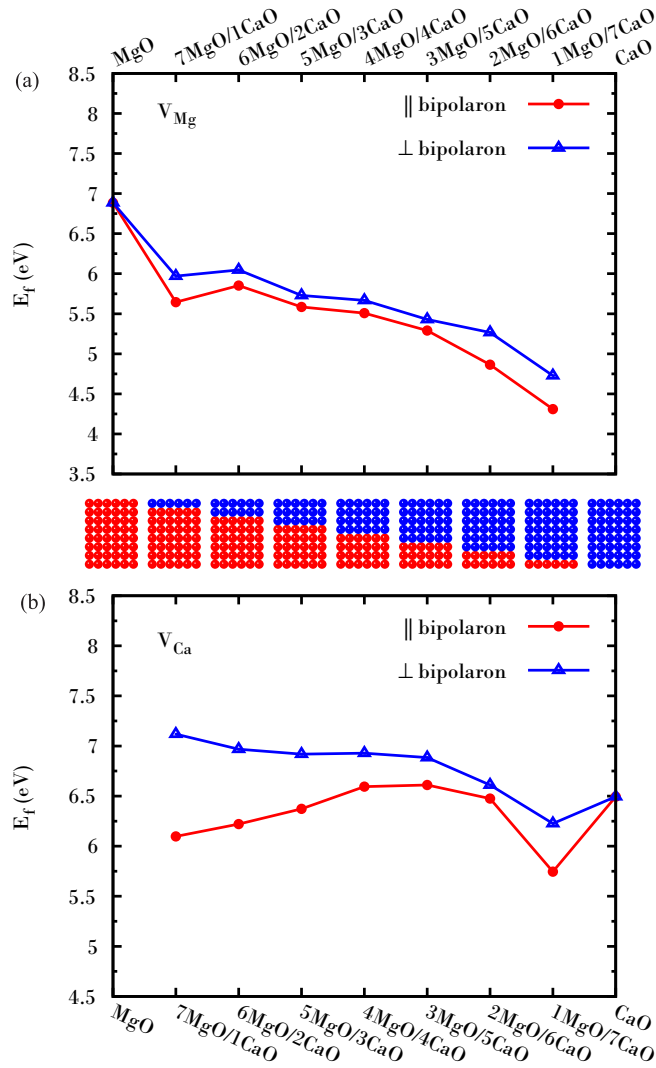 MgO
7MgO/1CaO
6MgO/2CaO
5MgO/3CaO
4MgO/4CaO
3MgO/5CaO
2MgO/6CaO
1MgO/7CaO
CaO
(a)
V_Mg
∥ bipolaron
⊥ bipolaron
8.5
8
7.5
7
6.5
6
5.5
5
4.5
4
3.5
E_f (eV)
(b)
V_Ca
∥ bipolaron
⊥ bipolaron
8.5
8
7.5
7
6.5
6
5.5
5
4.5
E_f (eV)
MgO
7MgO/1CaO
6MgO/2CaO
5MgO/3CaO
4MgO/4CaO
3MgO/5CaO
2MgO/6CaO
1MgO/7CaO
CaO